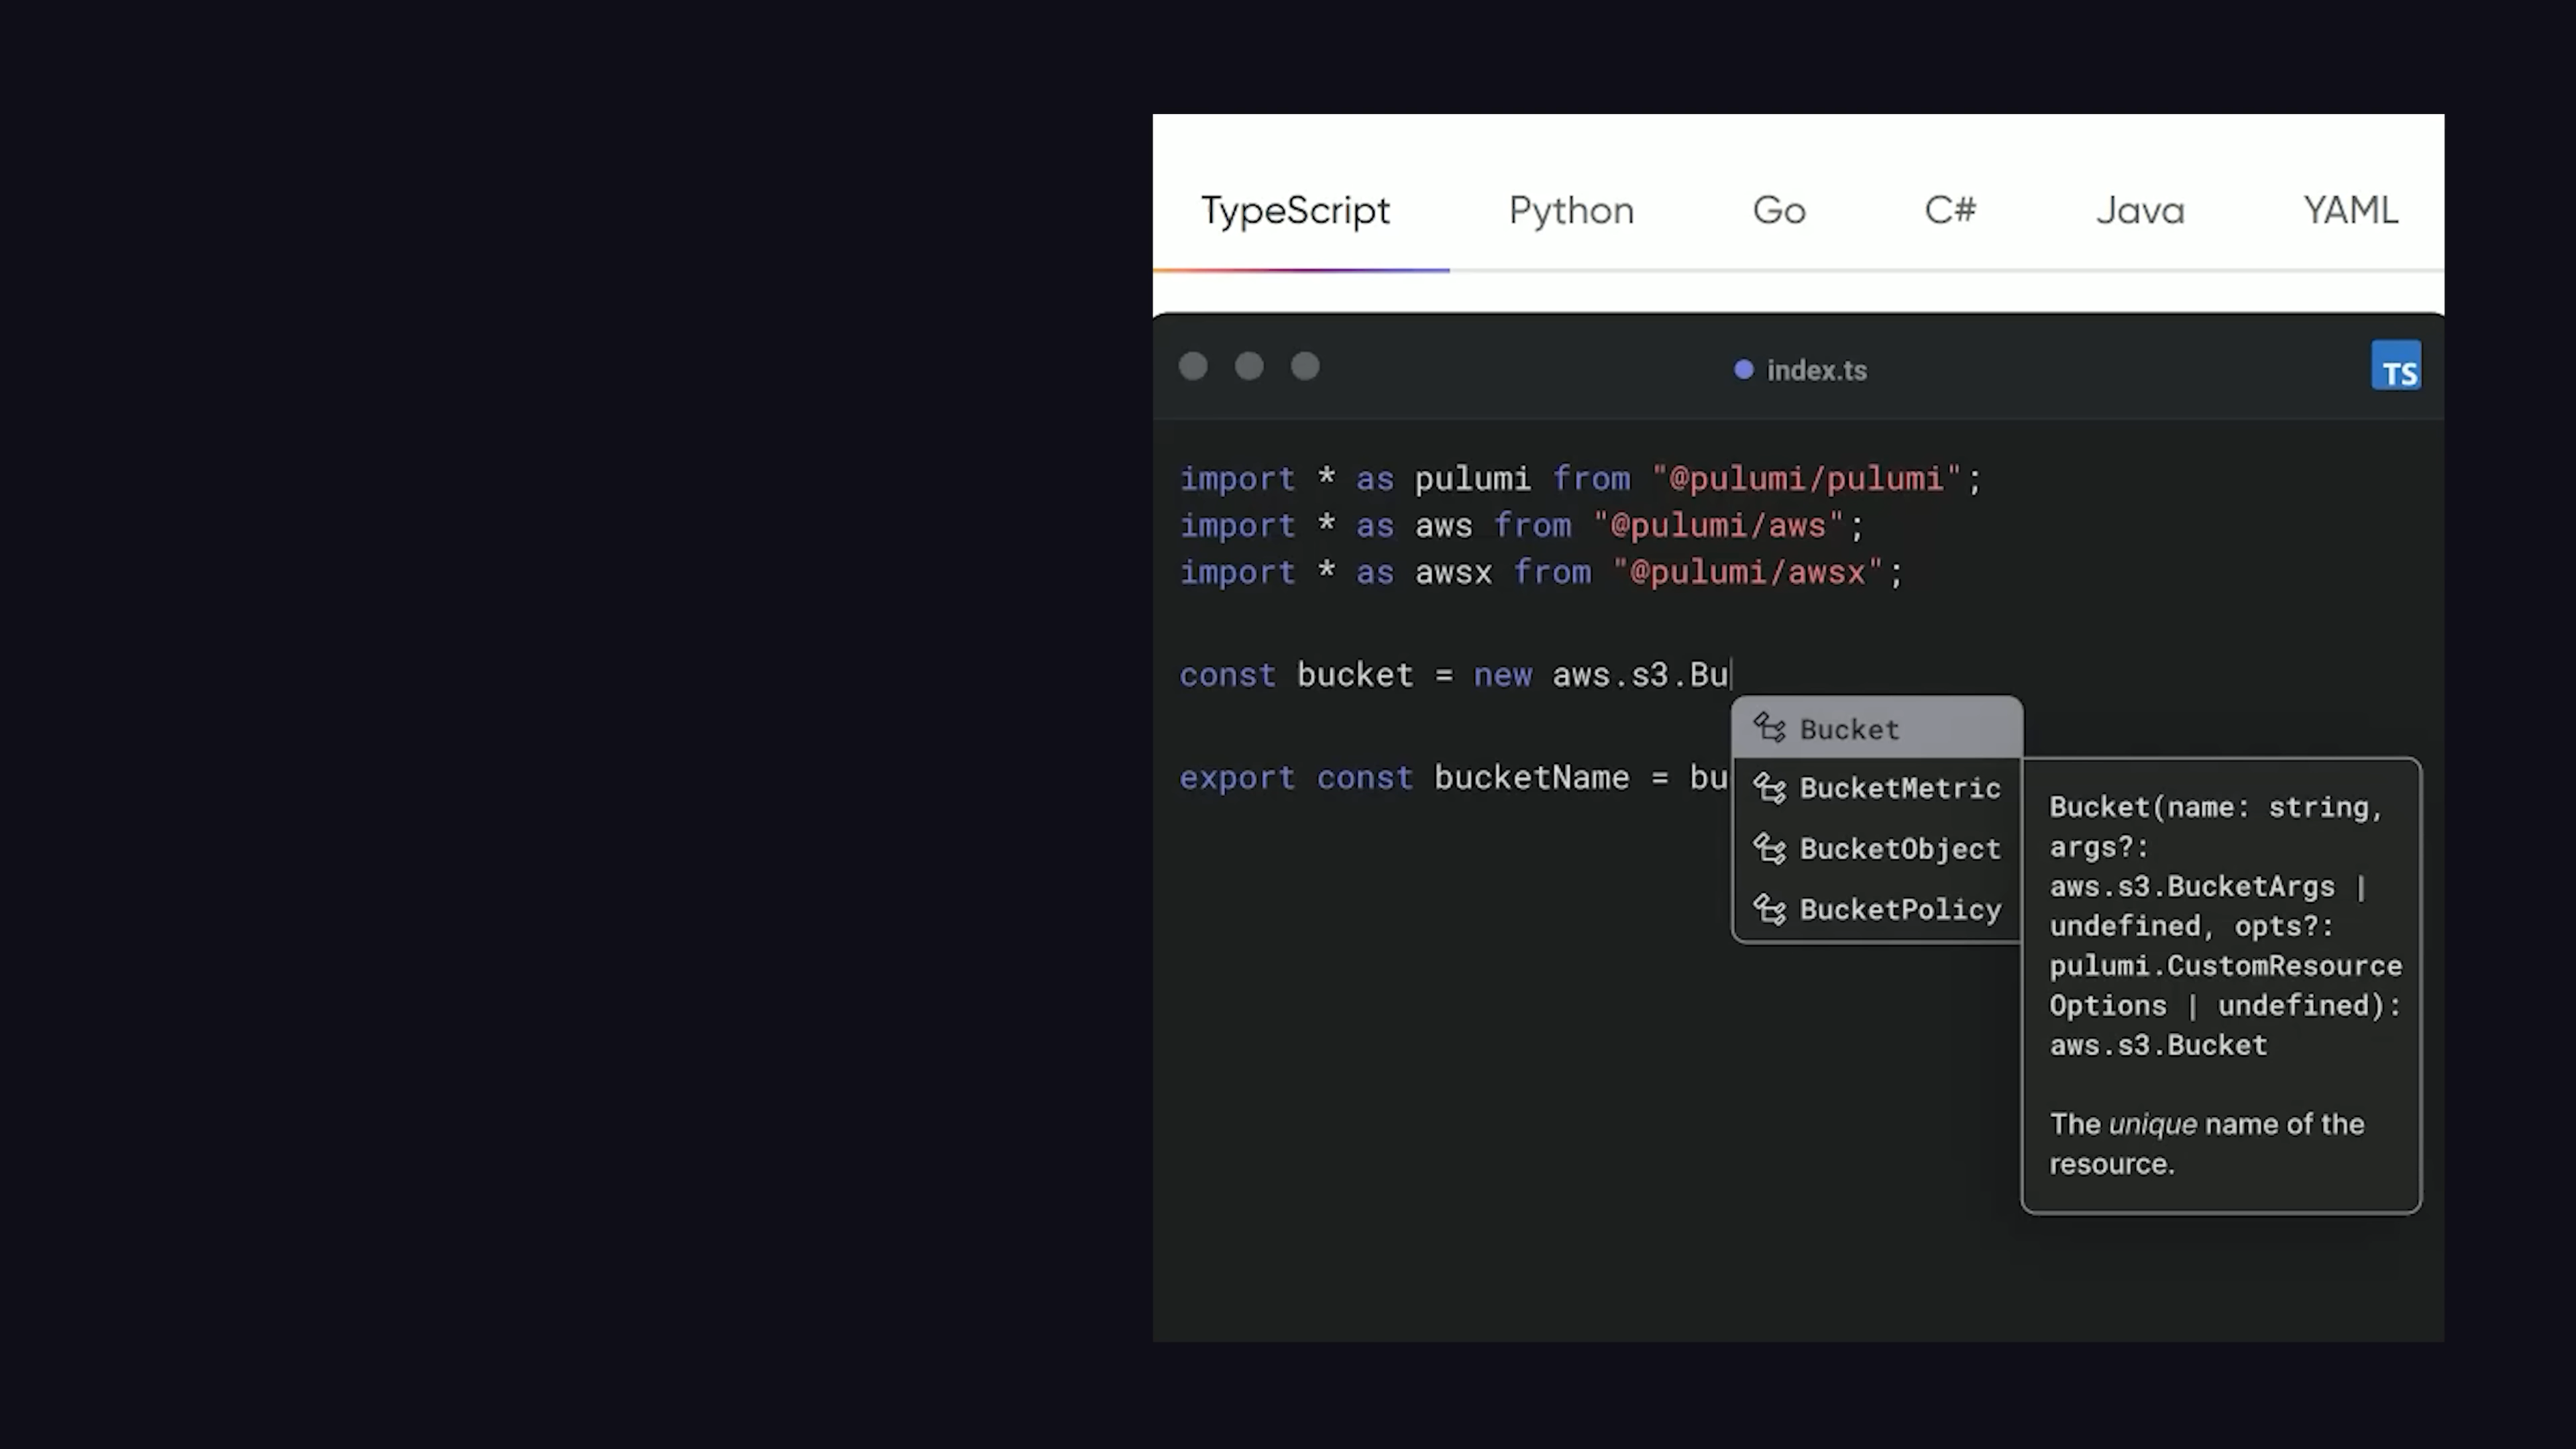 TypeScript Python Go C# Java YAML
index.ts
TS
import * as pulumi from "@pulumi/pulumi";
import * as aws from "@pulumi/aws";
import * as awsx from "@pulumi/awsx";
const bucket = new aws.s3.Bu
export const bucketName = bu
Bucket
BucketMetric
BucketObject
BucketPolicy
Bucket(name: string,
args?:
aws.s3.BucketArgs |
undefined, opts?:
pulumi.CustomResource
Options | undefined):
aws.s3.Bucket
The unique name of the
resource.